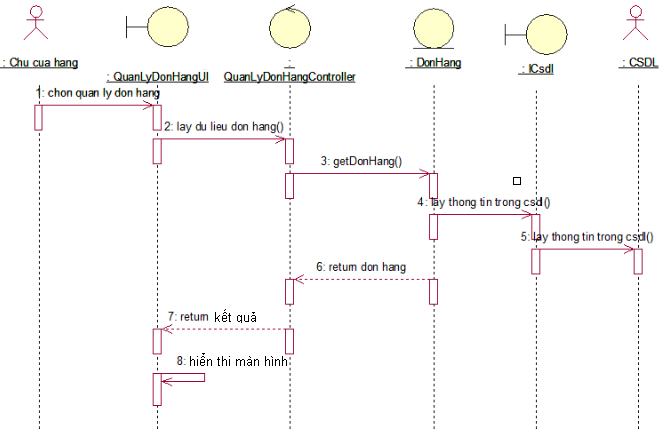 : Chu cua hang
: QuanLyDonHangUI
:
QuanLyDonHangController
: DonHang
: ICsdl
: CSDL
1: chon quan ly don hang
2: lay du lieu don hang()
3: getDonHang()
4: lay thong tin trong csdl()
5: lay thong tin trong csdl()
6: return don hang
7: return kết quả
8: hiển thi màn hình